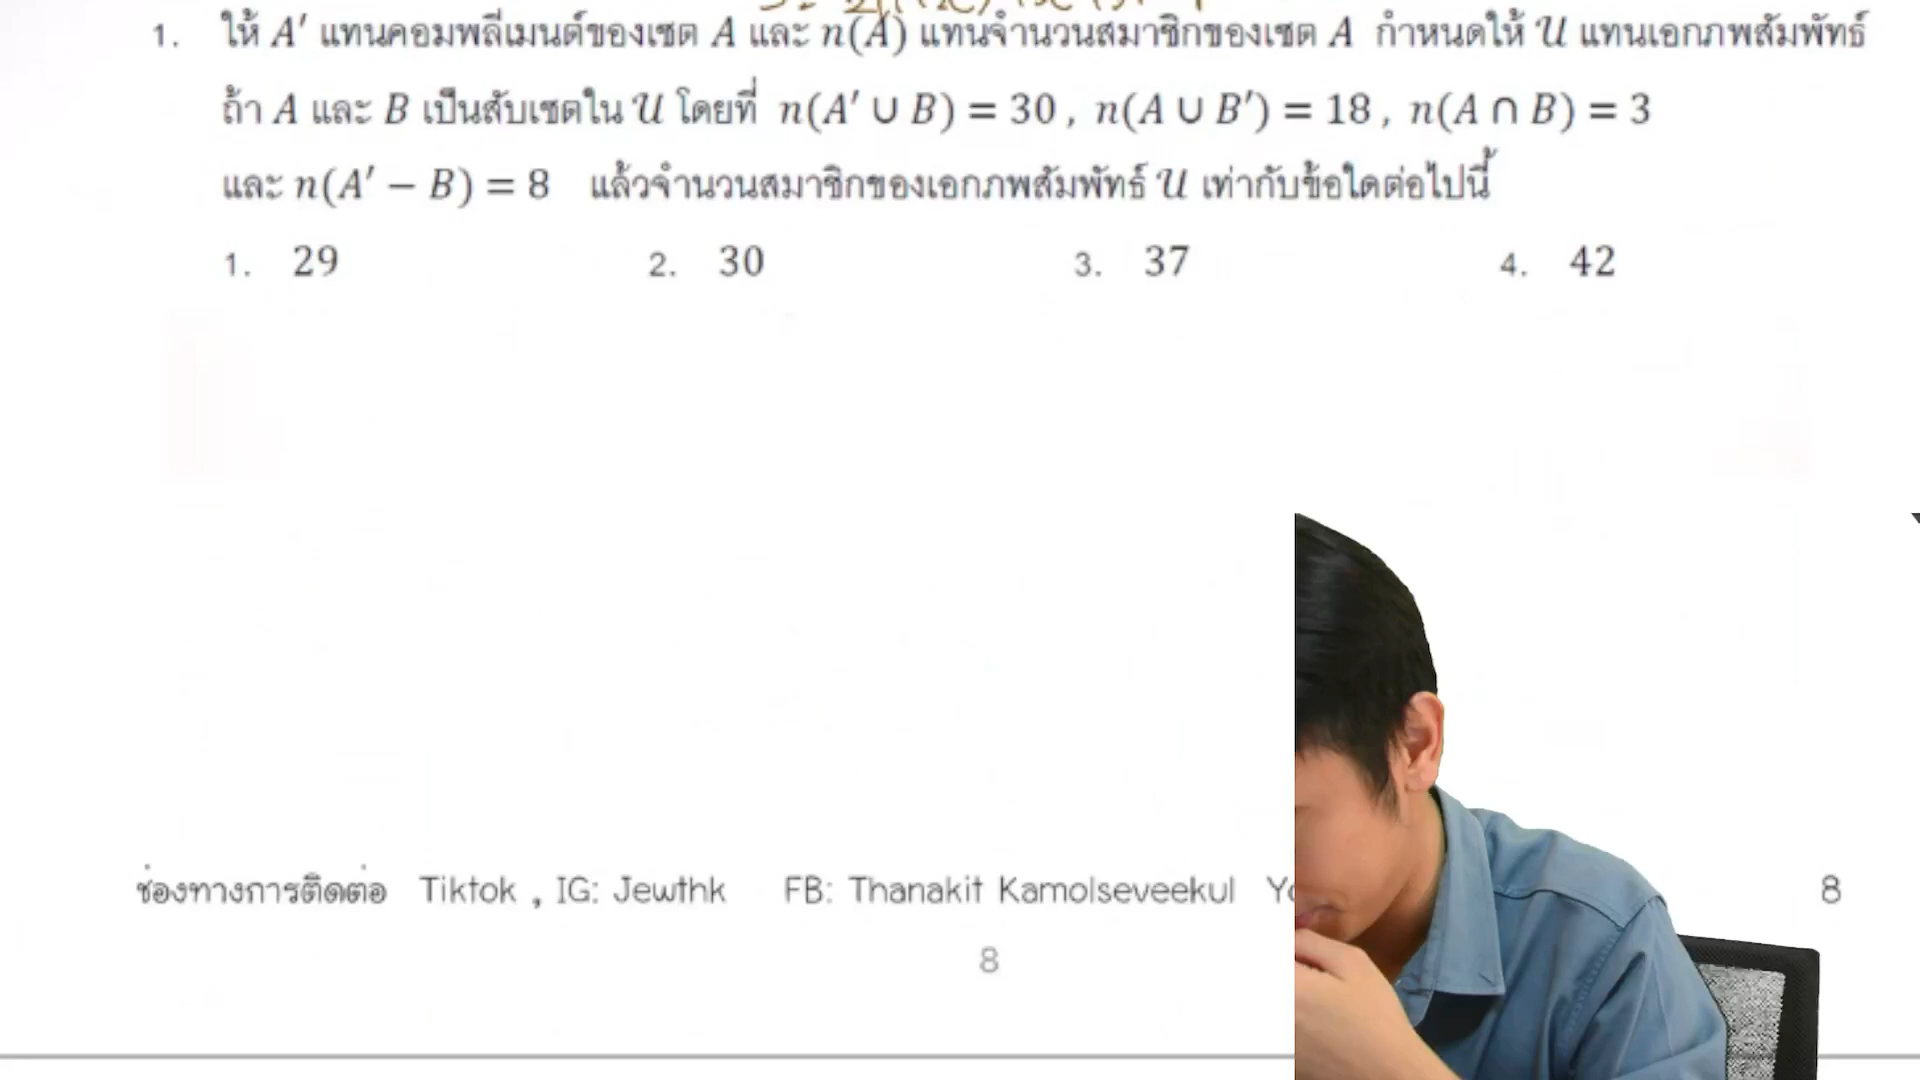 1. ให้ A′ แทนคอมพลีเมนต์ของเซต A และ n(A) แทนจำนวนสมาชิกของเซต A กำหนดให้ 𝒰 แทนเอกภพสัมพัทธ์
ถ้า A และ B เป็นสับเซตใน 𝒰 โดยที่ n(A′ ∪ B) = 30 , n(A ∪ B′) = 18 , n(A ∩ B) = 3
และ n(A′ − B) = 8 แล้วจำนวนสมาชิกของเอกภพสัมพัทธ์ 𝒰 เท่ากับข้อใดต่อไปนี้
1. 29 2. 30 3. 37 4. 42
ช่องทางการติดต่อ Tiktok , IG: Jewthk FB: Thanakit Kamolseveekul 8
8